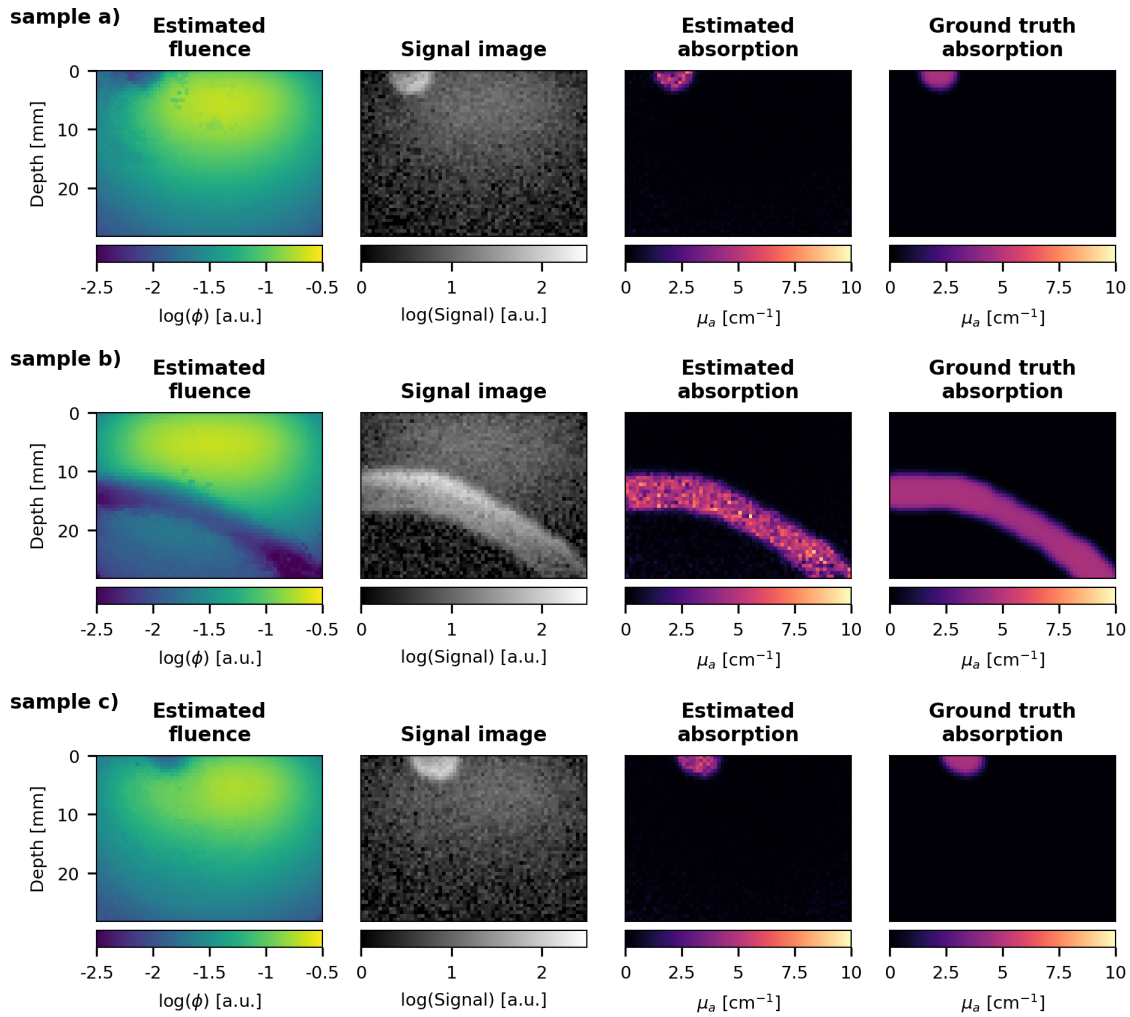 sample a)
Estimated
fluence
Signal image
Estimated
absorption
Ground truth
absorption
Depth [mm]
0
10
20
-2.5 -2 -1.5 -1 -0.5
0 1 2
0 2.5 5 7.5 10
0 2.5 5 7.5 10
log(ϕ) [a.u.]
log(Signal) [a.u.]
μₐ [cm⁻¹]
μₐ [cm⁻¹]
sample b)
Estimated
fluence
Signal image
Estimated
absorption
Ground truth
absorption
Depth [mm]
0
10
20
-2.5 -2 -1.5 -1 -0.5
0 1 2
0 2.5 5 7.5 10
0 2.5 5 7.5 10
log(ϕ) [a.u.]
log(Signal) [a.u.]
μₐ [cm⁻¹]
μₐ [cm⁻¹]
sample c)
Estimated
fluence
Signal image
Estimated
absorption
Ground truth
absorption
Depth [mm]
0
10
20
-2.5 -2 -1.5 -1 -0.5
0 1 2
0 2.5 5 7.5 10
0 2.5 5 7.5 10
log(ϕ) [a.u.]
log(Signal) [a.u.]
μₐ [cm⁻¹]
μₐ [cm⁻¹]